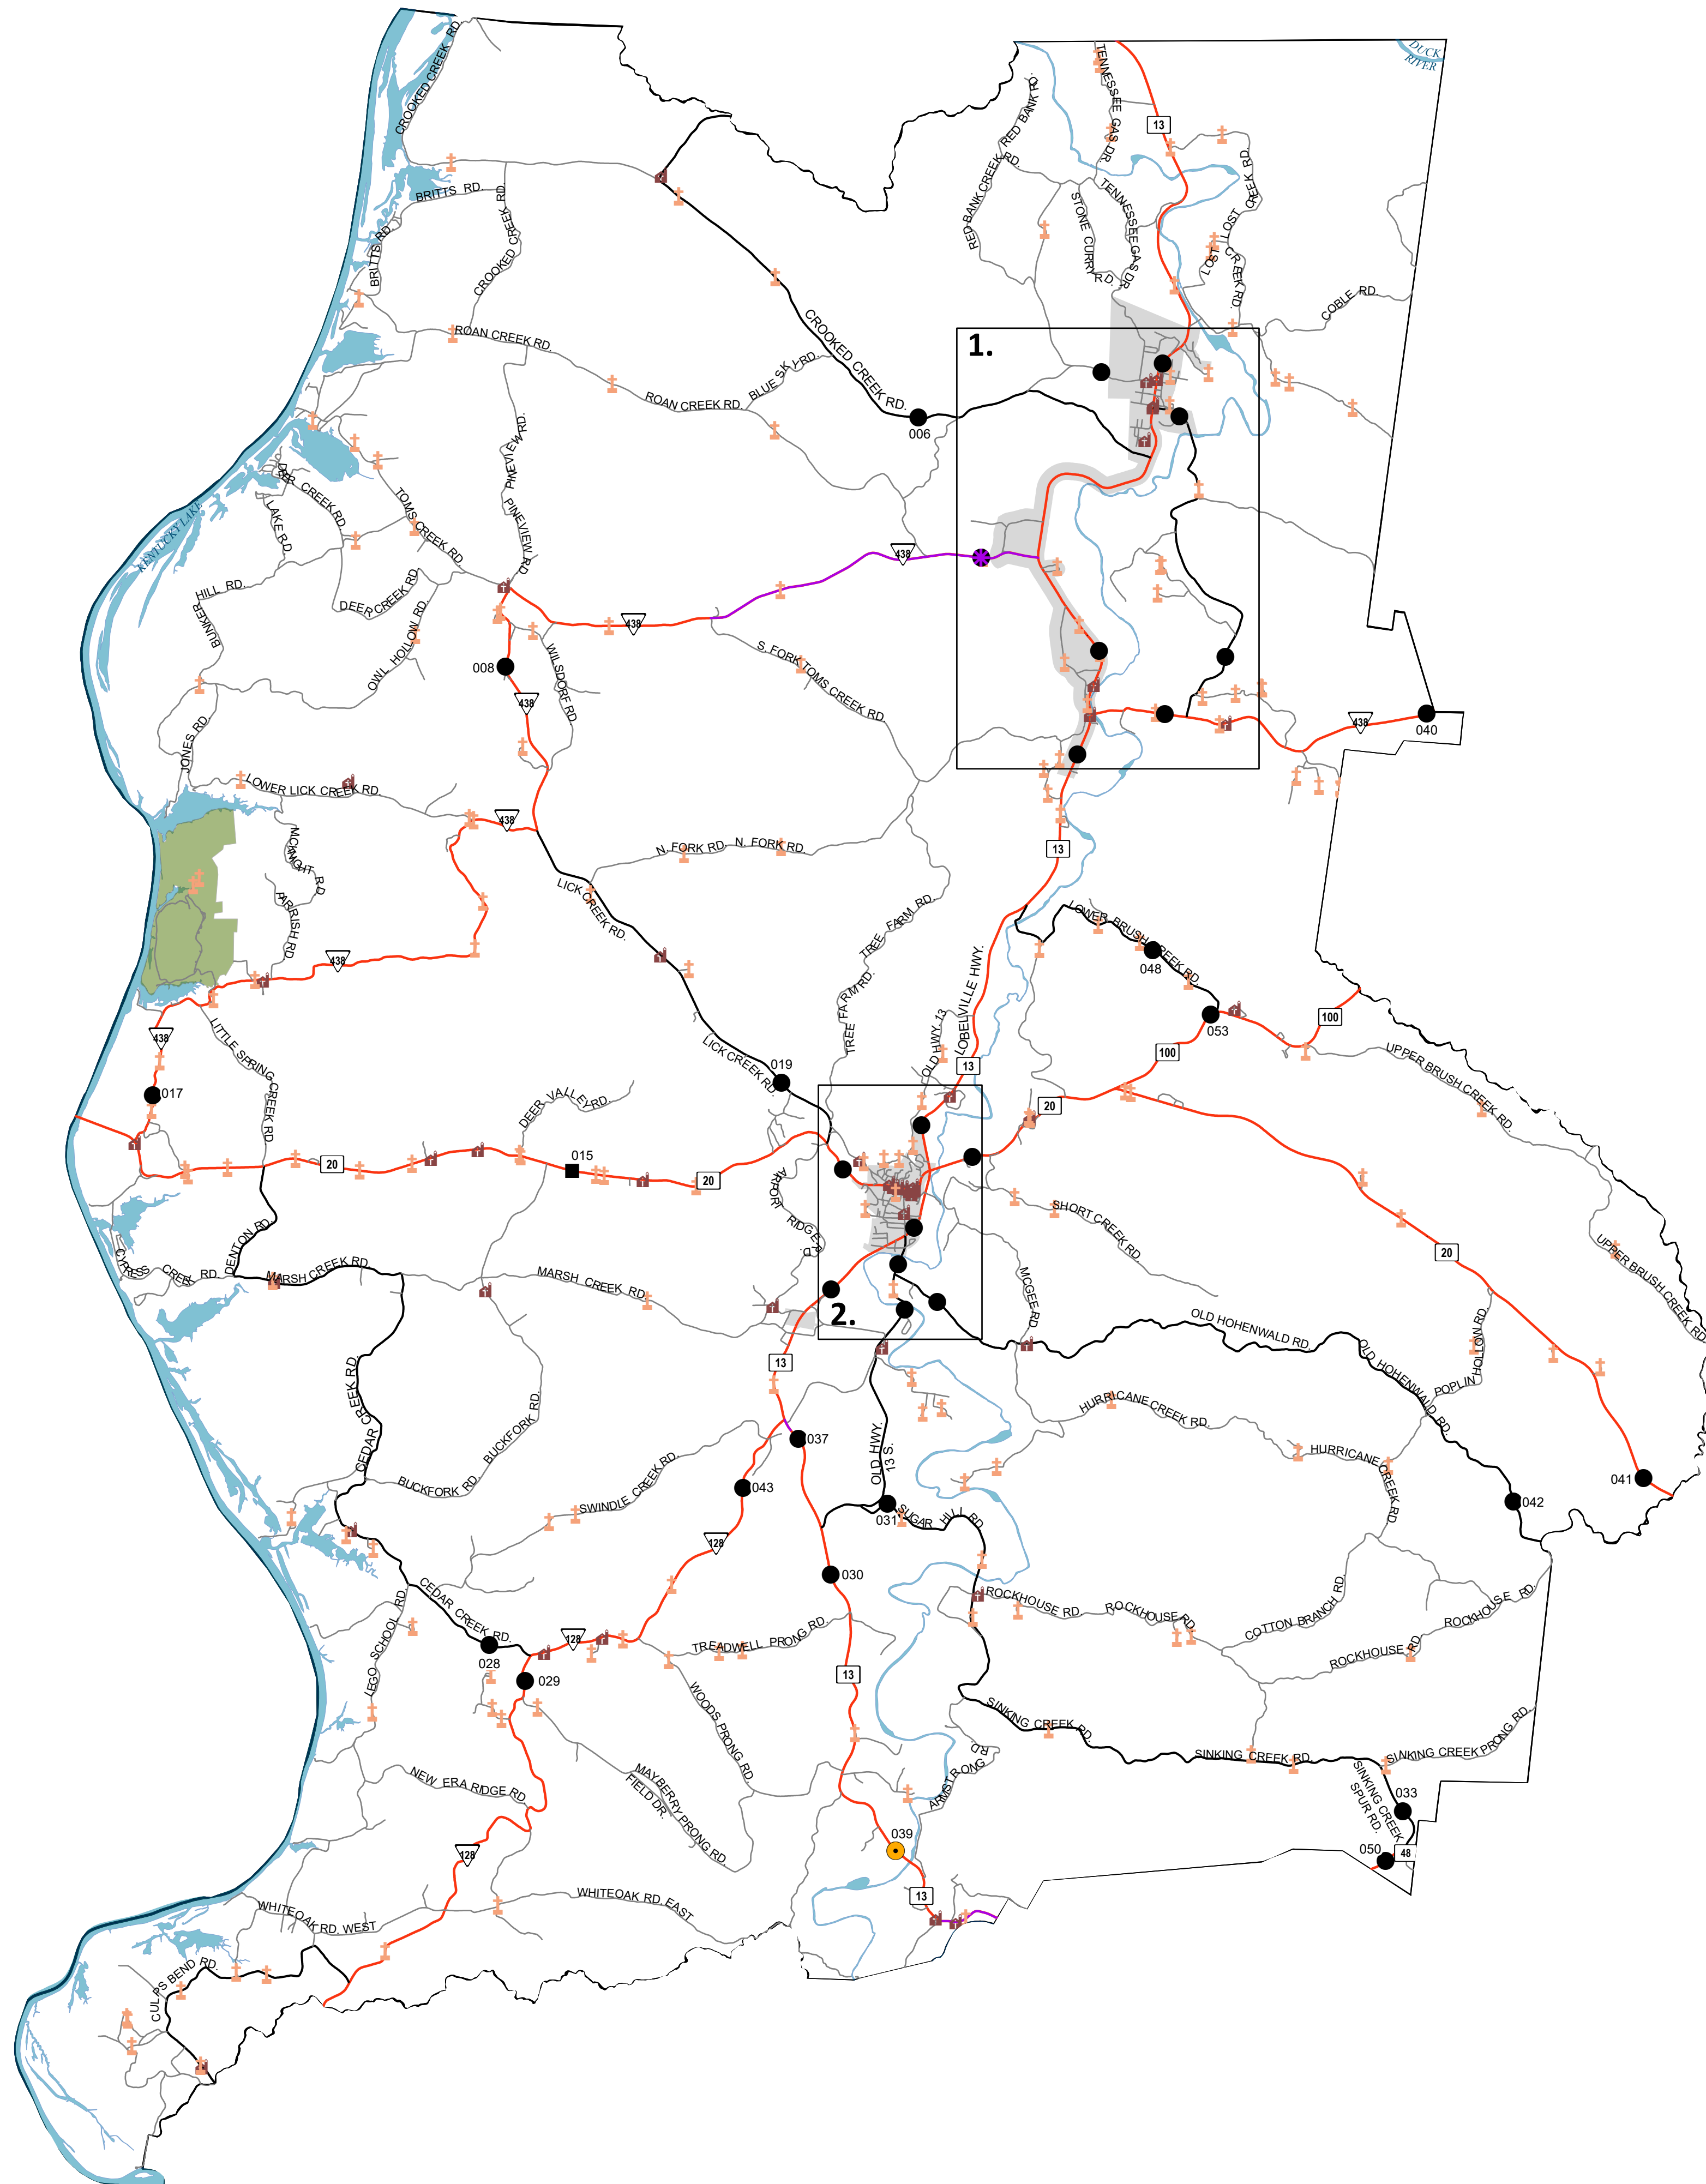 CROOKED CREEK RD.
DUCK
RIVER
TENNESSEE GAS DR.
13
RED BANK RD.
RED BANK CREEK RD.
BRITTS RD.
BRITTS RD.
CROOKED CREEK RD.
STONE CURRY RD.
TENNESSEE GAS DR.
LOST CREEK RD.
LOST CREEK RD.
COBLE RD.
ROAN CREEK RD.
CROOKED CREEK RD.
1.
BLUE SKY RD.
ROAN CREEK RD.
006
PINEVIEW RD.
PINEVIEW RD.
DEER CREEK RD.
LAKE RD.
TOMS CREEK RD.
KENTUCKY LAKE
438
BUNKER HILL RD.
DEER CREEK RD.
438
OWL HOLLOW RD.
WILSDORF RD.
S. FORK TOMS CREEK RD.
008
438
438
040
JONES RD.
LOWER LICK CREEK RD.
438
MCKNIGHT RD
N. FORK RD.
N. FORK RD.
13
PARRISH RD
LICK CREEK RD.
TREE FARM RD.
LOWER BRUSH CREEK RD.
048
438
TREE FARM RD.
LOBELVILLE HWY.
OLD HWY 13
053
100
100
438
LITTLE SPRING CREEK RD.
LICK CREEK RD.
019
13
UPPER BRUSH CREEK RD.
017
DEER VALLEY RD.
20
015
20
20
AIRPORT RIDGE RD.
SHORT CREEK RD.
DENTON RD.
CYPRESS CREEK RD.
MARSH CREEK RD.
MARSH CREEK RD.
MCGEE RD
20
UPPER BRUSH CREEK RD.
2.
OLD HOHENWALD RD.
OLD HOHENWALD RD.
POPLIN HOLLOW RD.
13
CEDAR CREEK RD.
BUCKFORK RD.
BUCKFORK RD.
HURRICANE CREEK RD.
HURRICANE CREEK RD
OLD HWY.
13 S.
037
SWINDLE CREEK RD.
043
041
042
031
SUGAR HILL RD
128
030
CEDAR CREEK RD.
LEGO SCHOOL RD.
ROCKHOUSE RD
ROCKHOUSE RD.
COTTON BRANCH RD.
ROCKHOUSE RD.
ROCKHOUSE RD
128
TREADWELL PRONG RD.
028
029
13
WOODS PRONG RD.
SINKING CREEK RD.
SINKING CREEK RD.
SINKING CREEK PRONG RD.
NEW ERA RIDGE RD.
MAYBERRY PRONG RD.
FIELD DR.
ARMSTRONG RD.
SINKING CREEK
SPUR RD.
033
039
050
48
128
13
WHITEOAK RD. WEST
WHITEOAK RD. EAST
CULPS BEND RD.